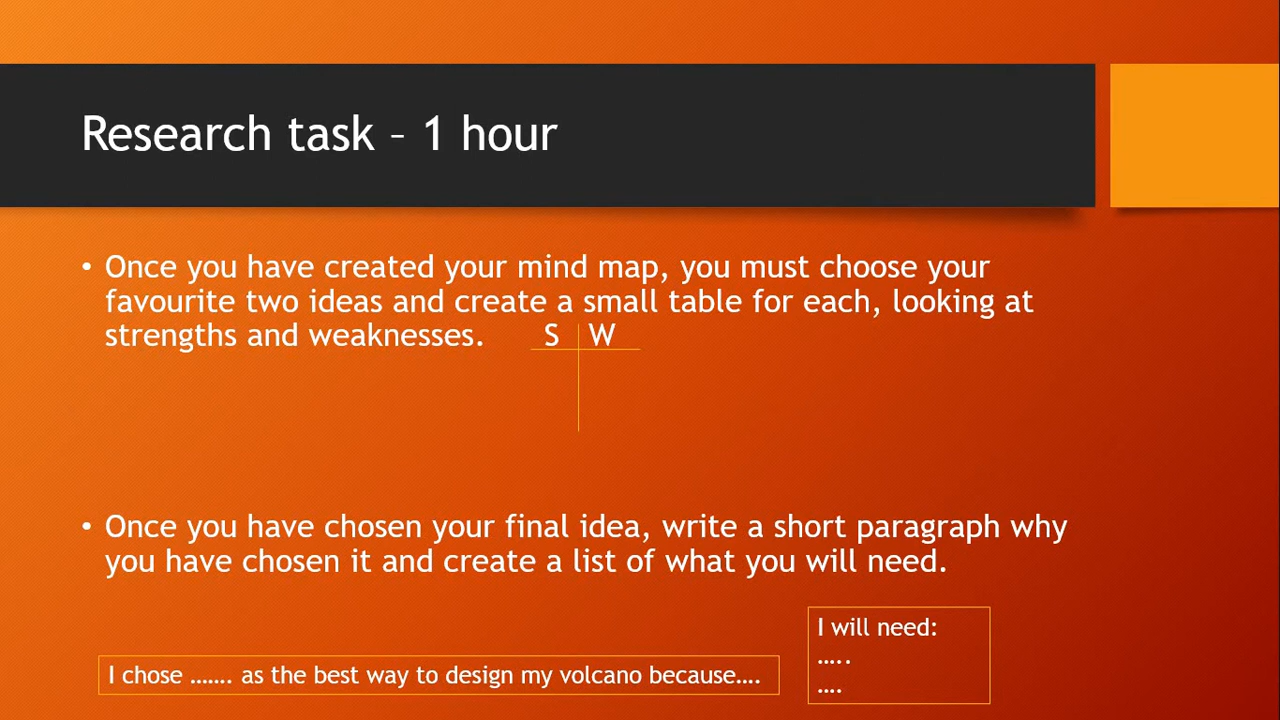 Research task – 1 hour
• Once you have created your mind map, you must choose your
favourite two ideas and create a small table for each, looking at
strengths and weaknesses. S W
• Once you have chosen your final idea, write a short paragraph why
you have chosen it and create a list of what you will need.
I will need:
…..
….
I chose ……. as the best way to design my volcano because….